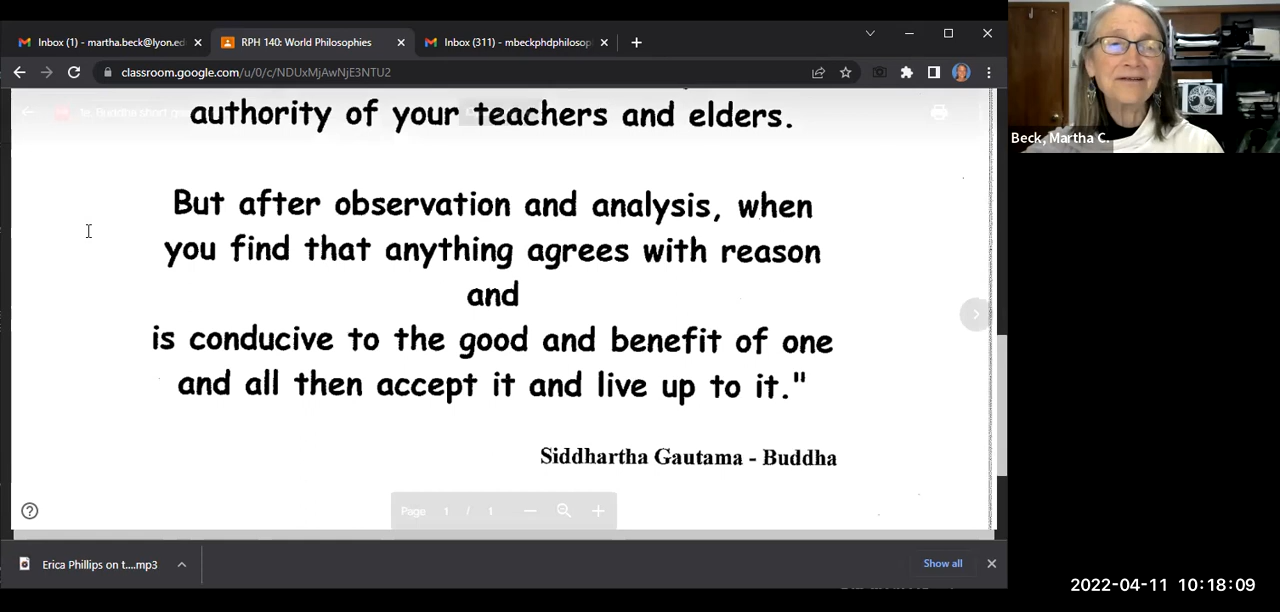 Inbox (1) - martha.beck@lyon.ed
RPH 140: World Philosophies
Inbox (311) - mbeckphdphilosop
classroom.google.com/u/0/c/NDUxMjAwNjE3NTU2
authority of your teachers and elders.
But after observation and analysis, when
you find that anything agrees with reason
and
is conducive to the good and benefit of one
and all then accept it and live up to it."
Siddhartha Gautama - Buddha
Page 1 / 1
Erica Phillips on t....mp3
Show all
Beck, Martha C.
2022-04-11 10:18:09